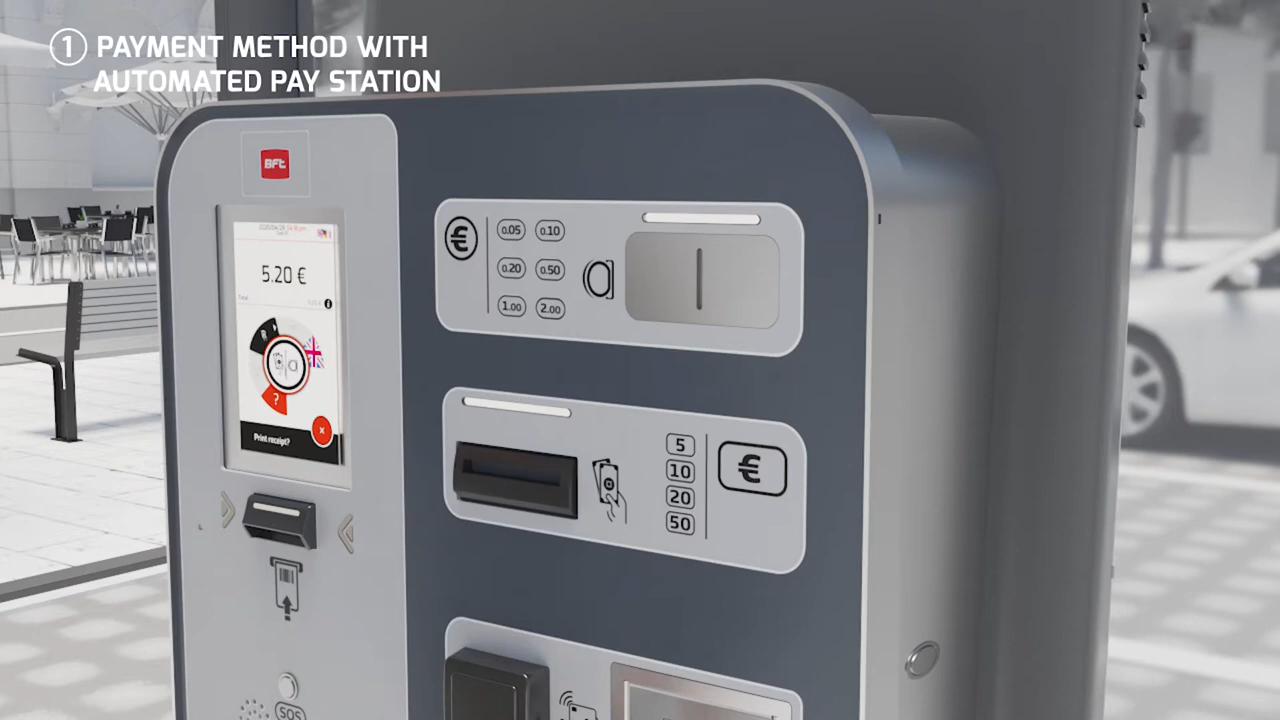 1 PAYMENT METHOD WITH
AUTOMATED PAY STATION
BFT
5.20 €
Total
?
x
Print receipt?
SOS
€
0.05 0.10
0.20 0.50
1.00 2.00
5
10
20
50
€